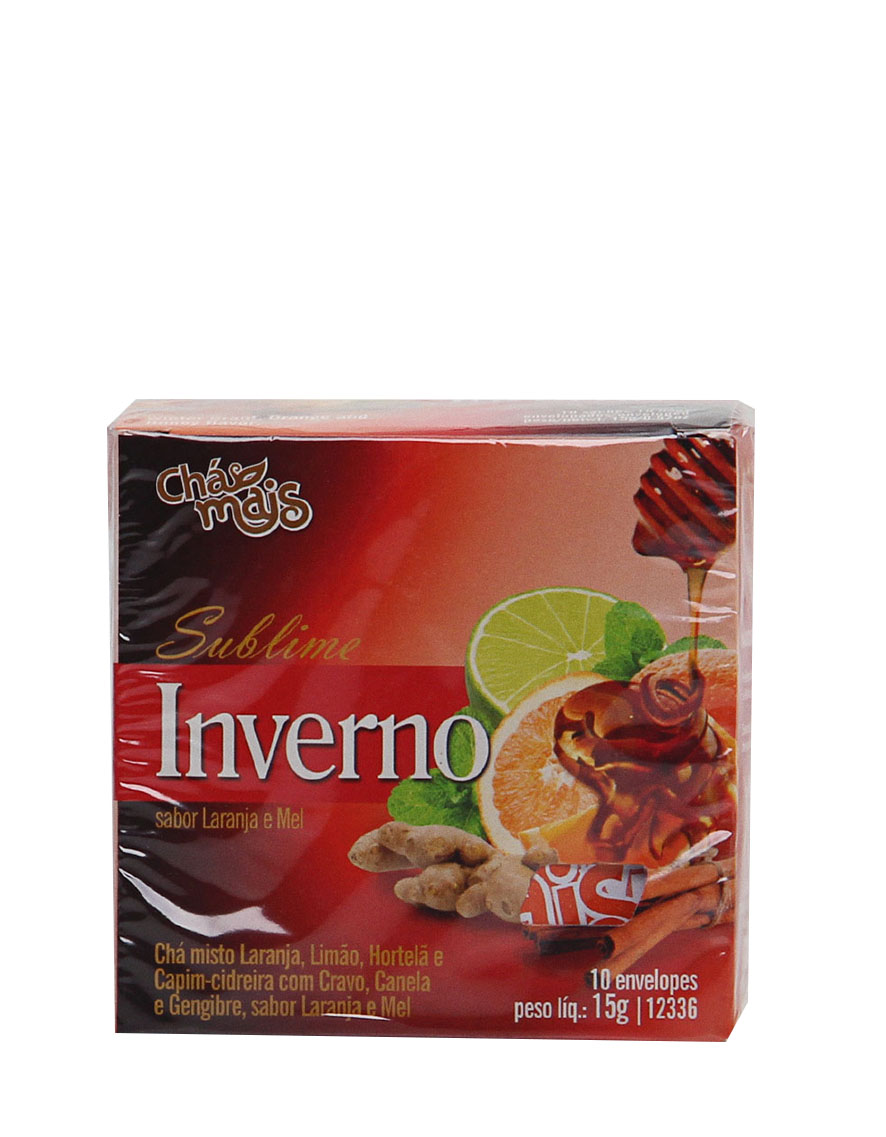 Chá
mais
Sublime
Inverno
sabor Laranja e Mel
Chá misto Laranja, Limão, Hortelã e
Capim-cidreira com Cravo, Canela
e Gengibre, sabor Laranja e Mel
10 envelopes
peso líq.: 15g | 12336